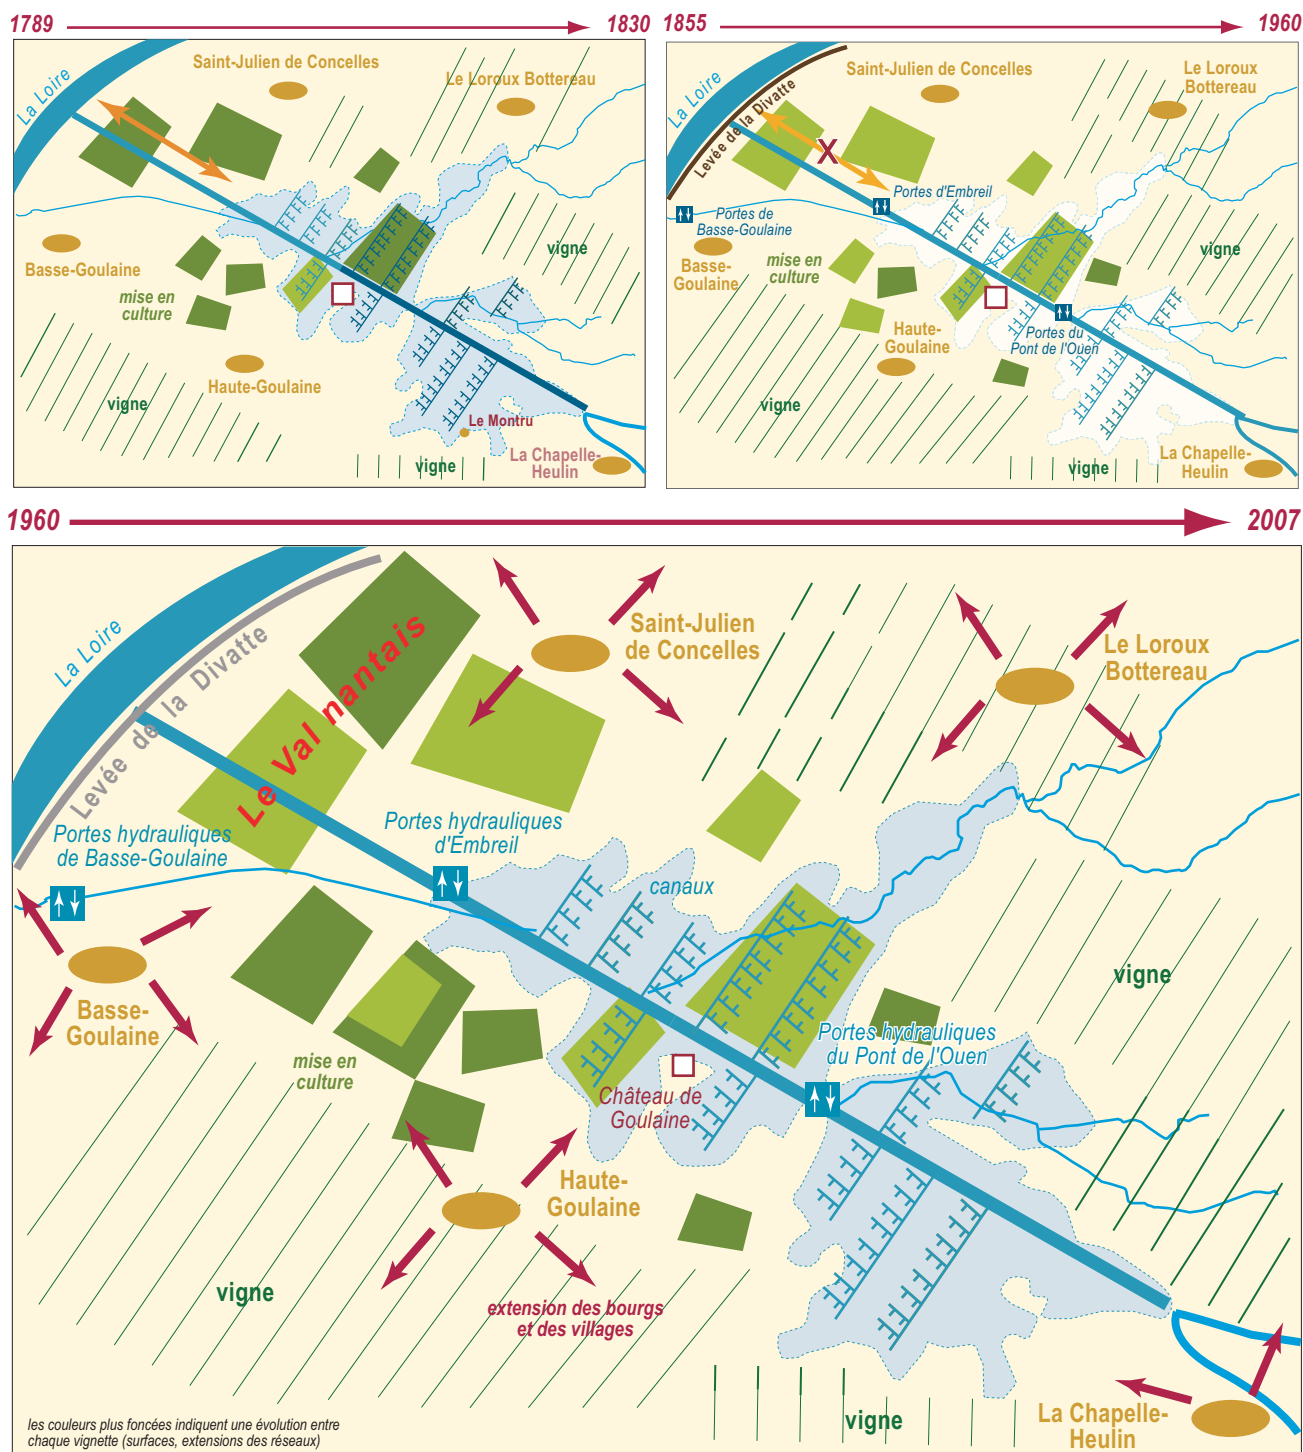 1789
1830
La Loire
Saint-Julien de Concelles
Le Loroux Bottereau
Basse-Goulaine
mise en
culture
vigne
Haute-Goulaine
vigne
Le Montru
vigne
La Chapelle-
Heulin
1855
1960
La Loire
Levée de la Divatte
Saint-Julien de Concelles
Le Loroux
Bottereau
X
Portes d'Embreil
Portes de
Basse-Goulaine
Basse-
Goulaine
mise en
culture
vigne
Haute-
Goulaine
Portes du
Pont de l'Ouen
vigne
vigne
La Chapelle-
Heulin
1960
2007
La Loire
Levée de la Divatte
Le Val nantais
Saint-Julien
de Concelles
Le Loroux
Bottereau
Portes hydrauliques
de Basse-Goulaine
Portes hydrauliques
d'Embreil
canaux
Basse-
Goulaine
vigne
mise en
culture
Portes hydrauliques
du Pont de l'Ouen
Château de
Goulaine
Haute-
Goulaine
vigne
extension des bourgs
et des villages
vigne
La Chapelle-
Heulin
les couleurs plus foncées indiquent une évolution entre
chaque vignette (surfaces, extensions des réseaux)